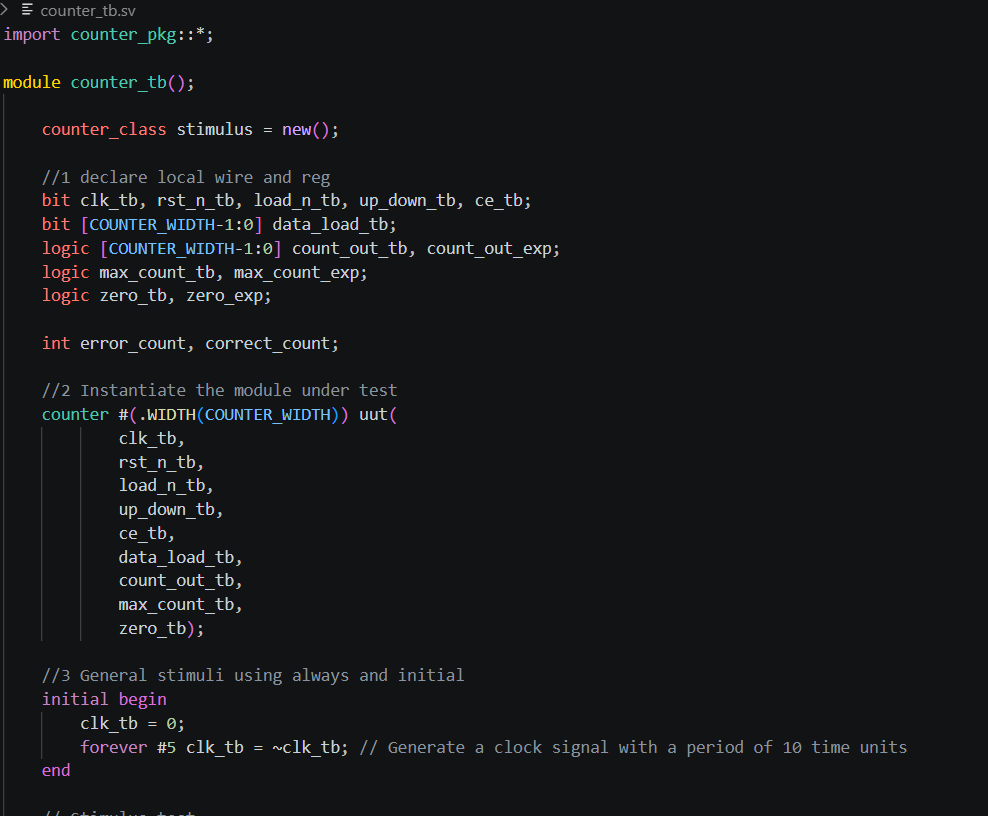 counter_tb.sv
import counter_pkg::*;
module counter_tb();
counter_class stimulus = new();
//1 declare local wire and reg
bit clk_tb, rst_n_tb, load_n_tb, up_down_tb, ce_tb;
bit [COUNTER_WIDTH-1:0] data_load_tb;
logic [COUNTER_WIDTH-1:0] count_out_tb, count_out_exp;
logic max_count_tb, max_count_exp;
logic zero_tb, zero_exp;
int error_count, correct_count;
//2 Instantiate the module under test
counter #(.WIDTH(COUNTER_WIDTH)) uut(
clk_tb,
rst_n_tb,
load_n_tb,
up_down_tb,
ce_tb,
data_load_tb,
count_out_tb,
max_count_tb,
zero_tb);
//3 General stimuli using always and initial
initial begin
clk_tb = 0;
forever #5 clk_tb = ~clk_tb; // Generate a clock signal with a period of 10 time units
end
// Stimulus test